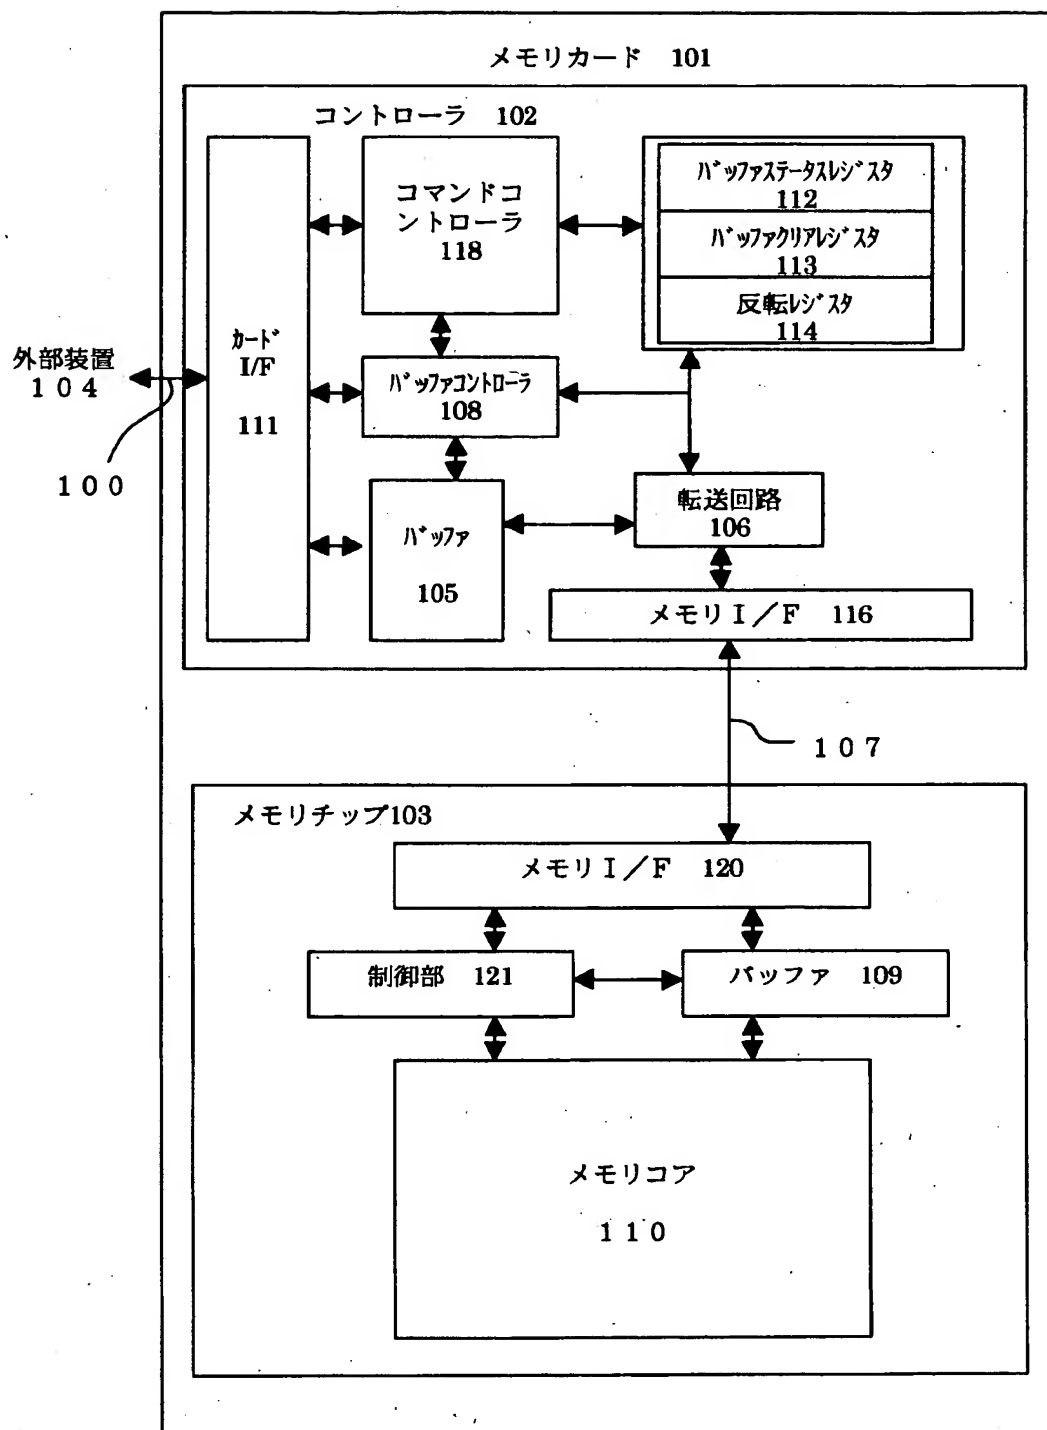 メモリカード 101
コントローラ 102
コマンドコ
ントローラ
118
バッファステータスレジスタ
112
バッファクリアレジスタ
113
反転レジスタ
114
外部装置
１０４
１００
カード
I/F
111
バッファコントローラ
108
バッファ
105
転送回路
106
メモリＩ／Ｆ 116
１０７
メモリチップ103
メモリＩ／Ｆ 120
制御部 121
バッファ 109
メモリコア
１１０